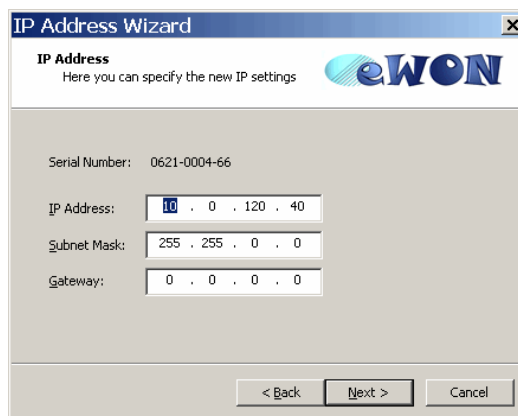 IP Address Wizard
IP Address
Here you can specify the new IP settings
eWON
Serial Number: 0621-0004-66
IP Address: 10 . 0 . 120 . 40
Subnet Mask: 255 . 255 . 0 . 0
Gateway: 0 . 0 . 0 . 0
< Back Next > Cancel